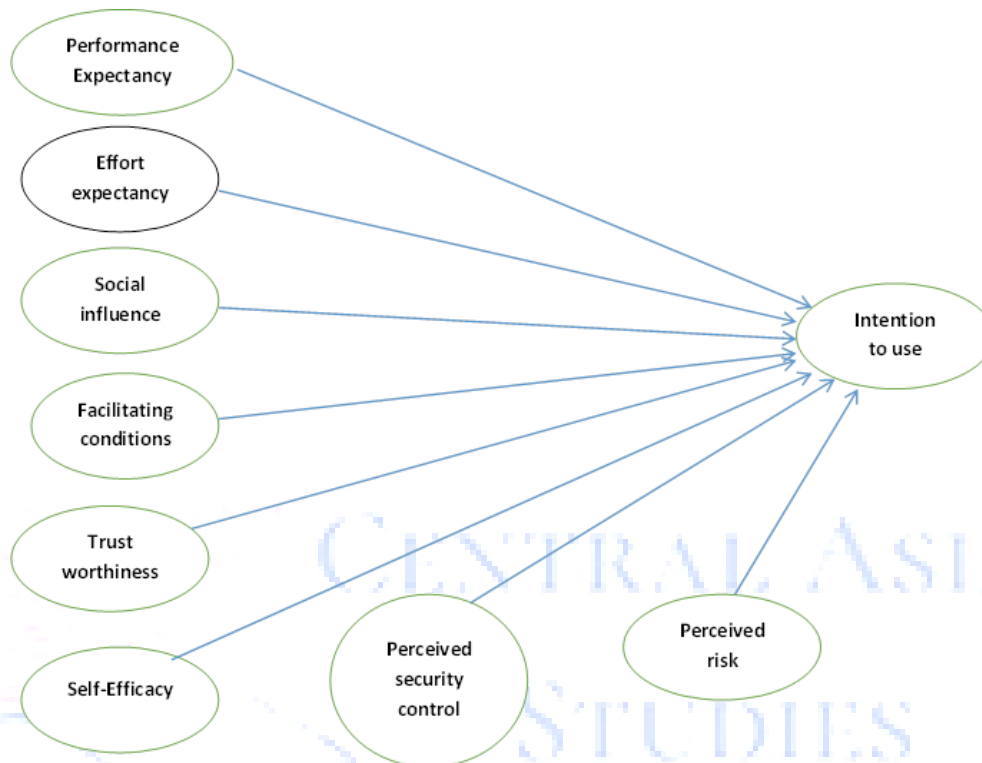 Performance
Expectancy
Effort
expectancy
Social
influence
Intention
to use
Facilitating
conditions
Trust
worthiness
CENTRAL ASI
Perceived
risk
Perceived
security
control
Self-Efficacy
STUDIES